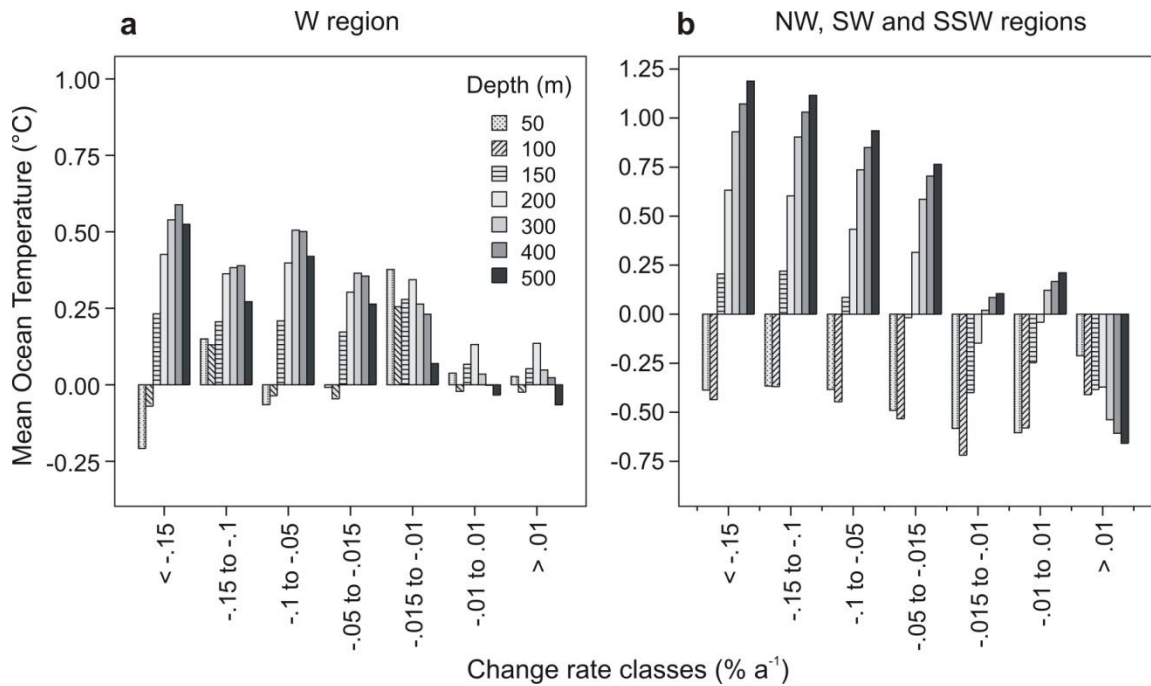 a
W region
b
NW, SW and SSW regions
Mean Ocean Temperature (°C)
1.00
0.75
0.50
0.25
0.00
-0.25
Depth (m)
50
100
150
200
300
400
500
1.25
1.00
0.75
0.50
0.25
0.00
-0.25
-0.50
-0.75
< -.15
-.15 to -.1
-.1 to -.05
-.05 to -.015
-.015 to -.01
-.01 to .01
> .01
< -.15
-.15 to -.1
-.1 to -.05
-.05 to -.015
-.015 to -.01
-.01 to .01
> .01
Change rate classes (% a⁻¹)